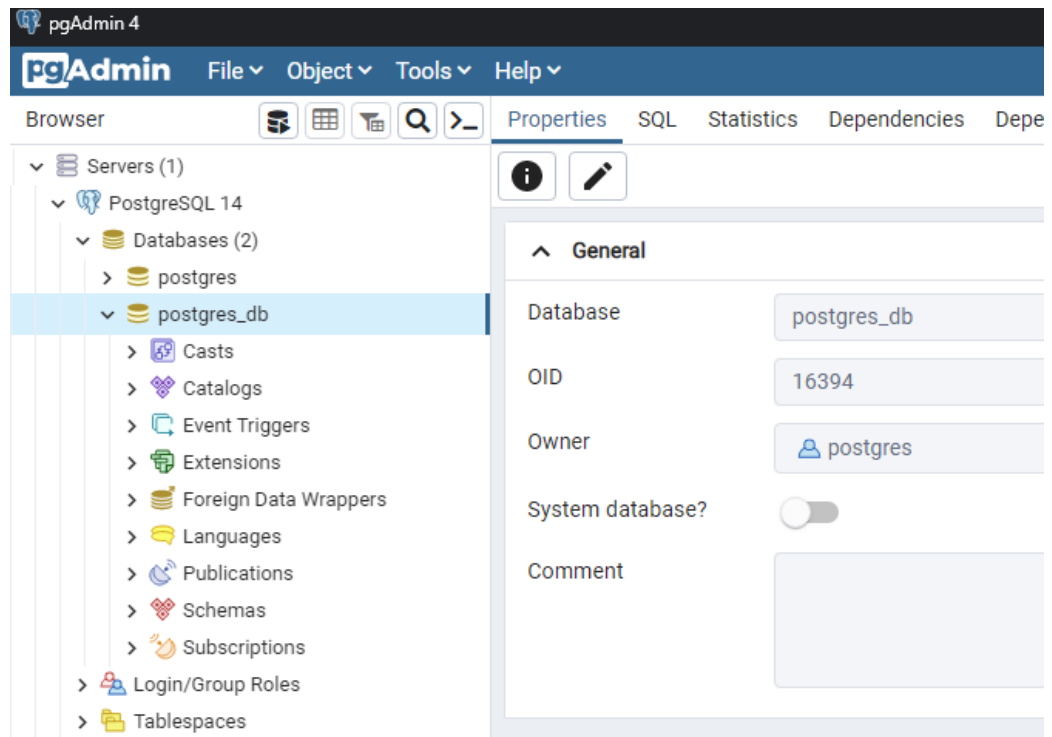 pgAdmin 4
pgAdmin File Object Tools Help
Browser
Properties SQL Statistics Dependencies Depe
Servers (1)
PostgreSQL 14
Databases (2)
postgres
postgres_db
Casts
Catalogs
Event Triggers
Extensions
Foreign Data Wrappers
Languages
Publications
Schemas
Subscriptions
Login/Group Roles
Tablespaces
General
Database postgres_db
OID 16394
Owner postgres
System database?
Comment